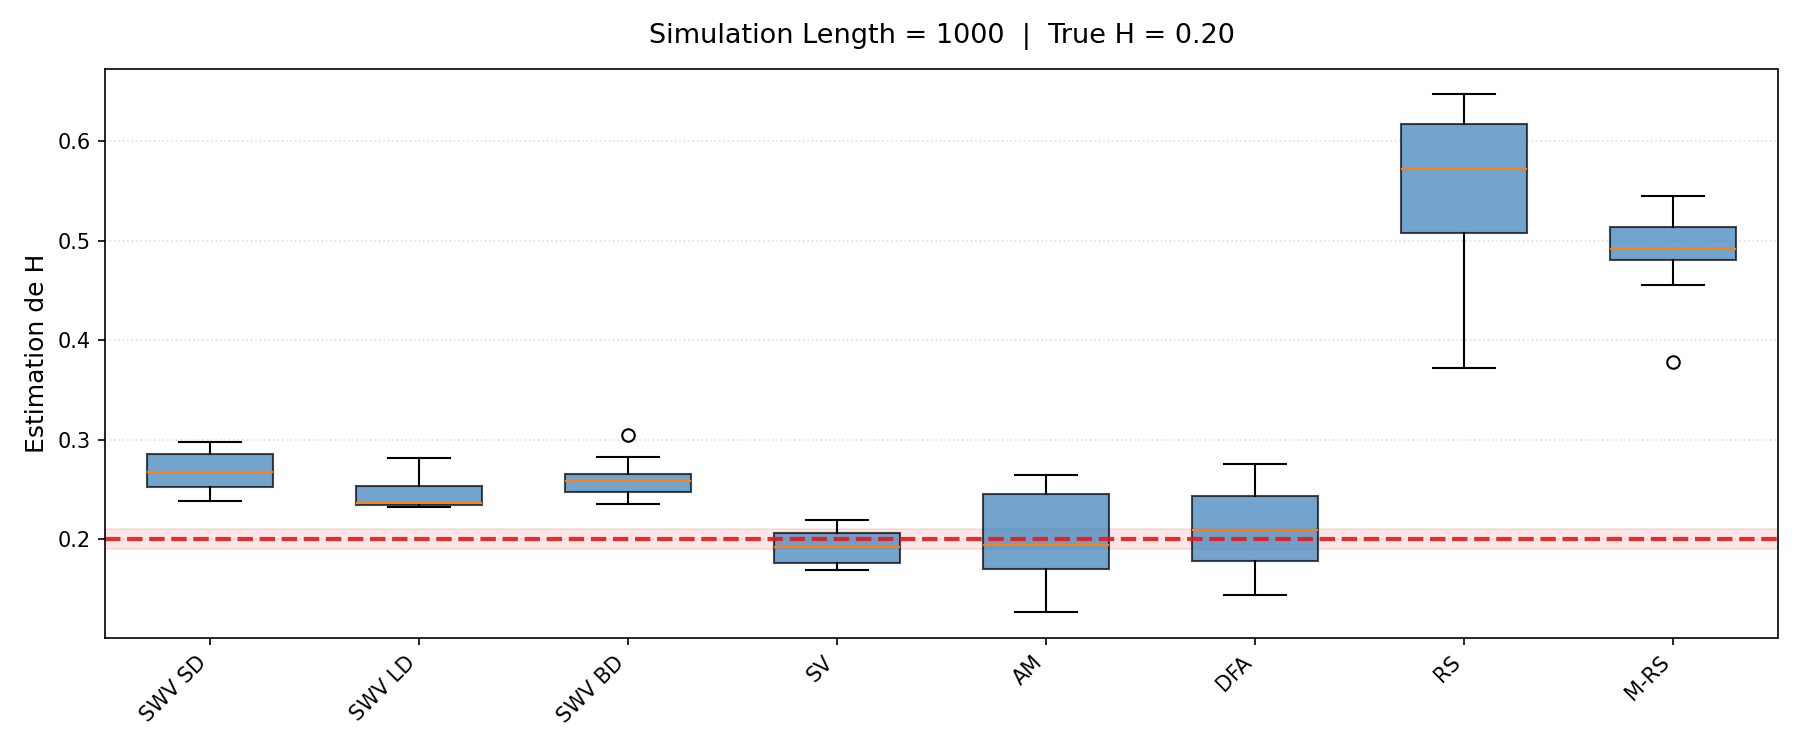 Simulation Length = 1000 | True H = 0.20
Estimation de H
0.6
0.5
0.4
0.3
0.2
SWV SD
SWV LD
SWV BD
SV
AM
DFA
RS
M-RS